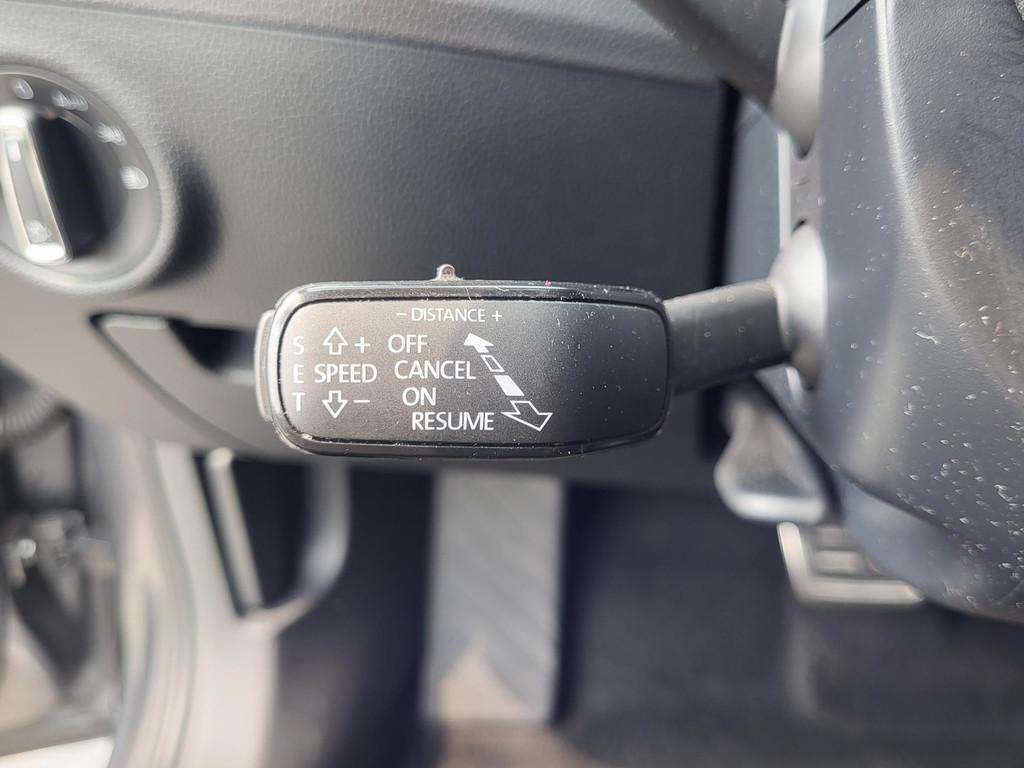 − DISTANCE +
S + OFF
E SPEED CANCEL
T − ON
RESUME